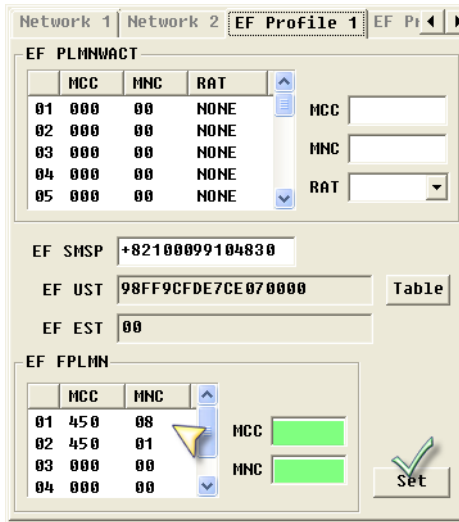 Network 1 Network 2 EF Profile 1 EF Pr
EF PLMNWACT
MCC MNC RAT
01 000 00 NONE
02 000 00 NONE
03 000 00 NONE
04 000 00 NONE
05 000 00 NONE
MCC
MNC
RAT
EF SMSP +82100099104830
EF UST 98FF9CFDE7CE070000 Table
EF EST 00
EF FPLMN
MCC MNC
01 450 08
02 450 01
03 000 00
04 000 00
MCC
MNC
Set